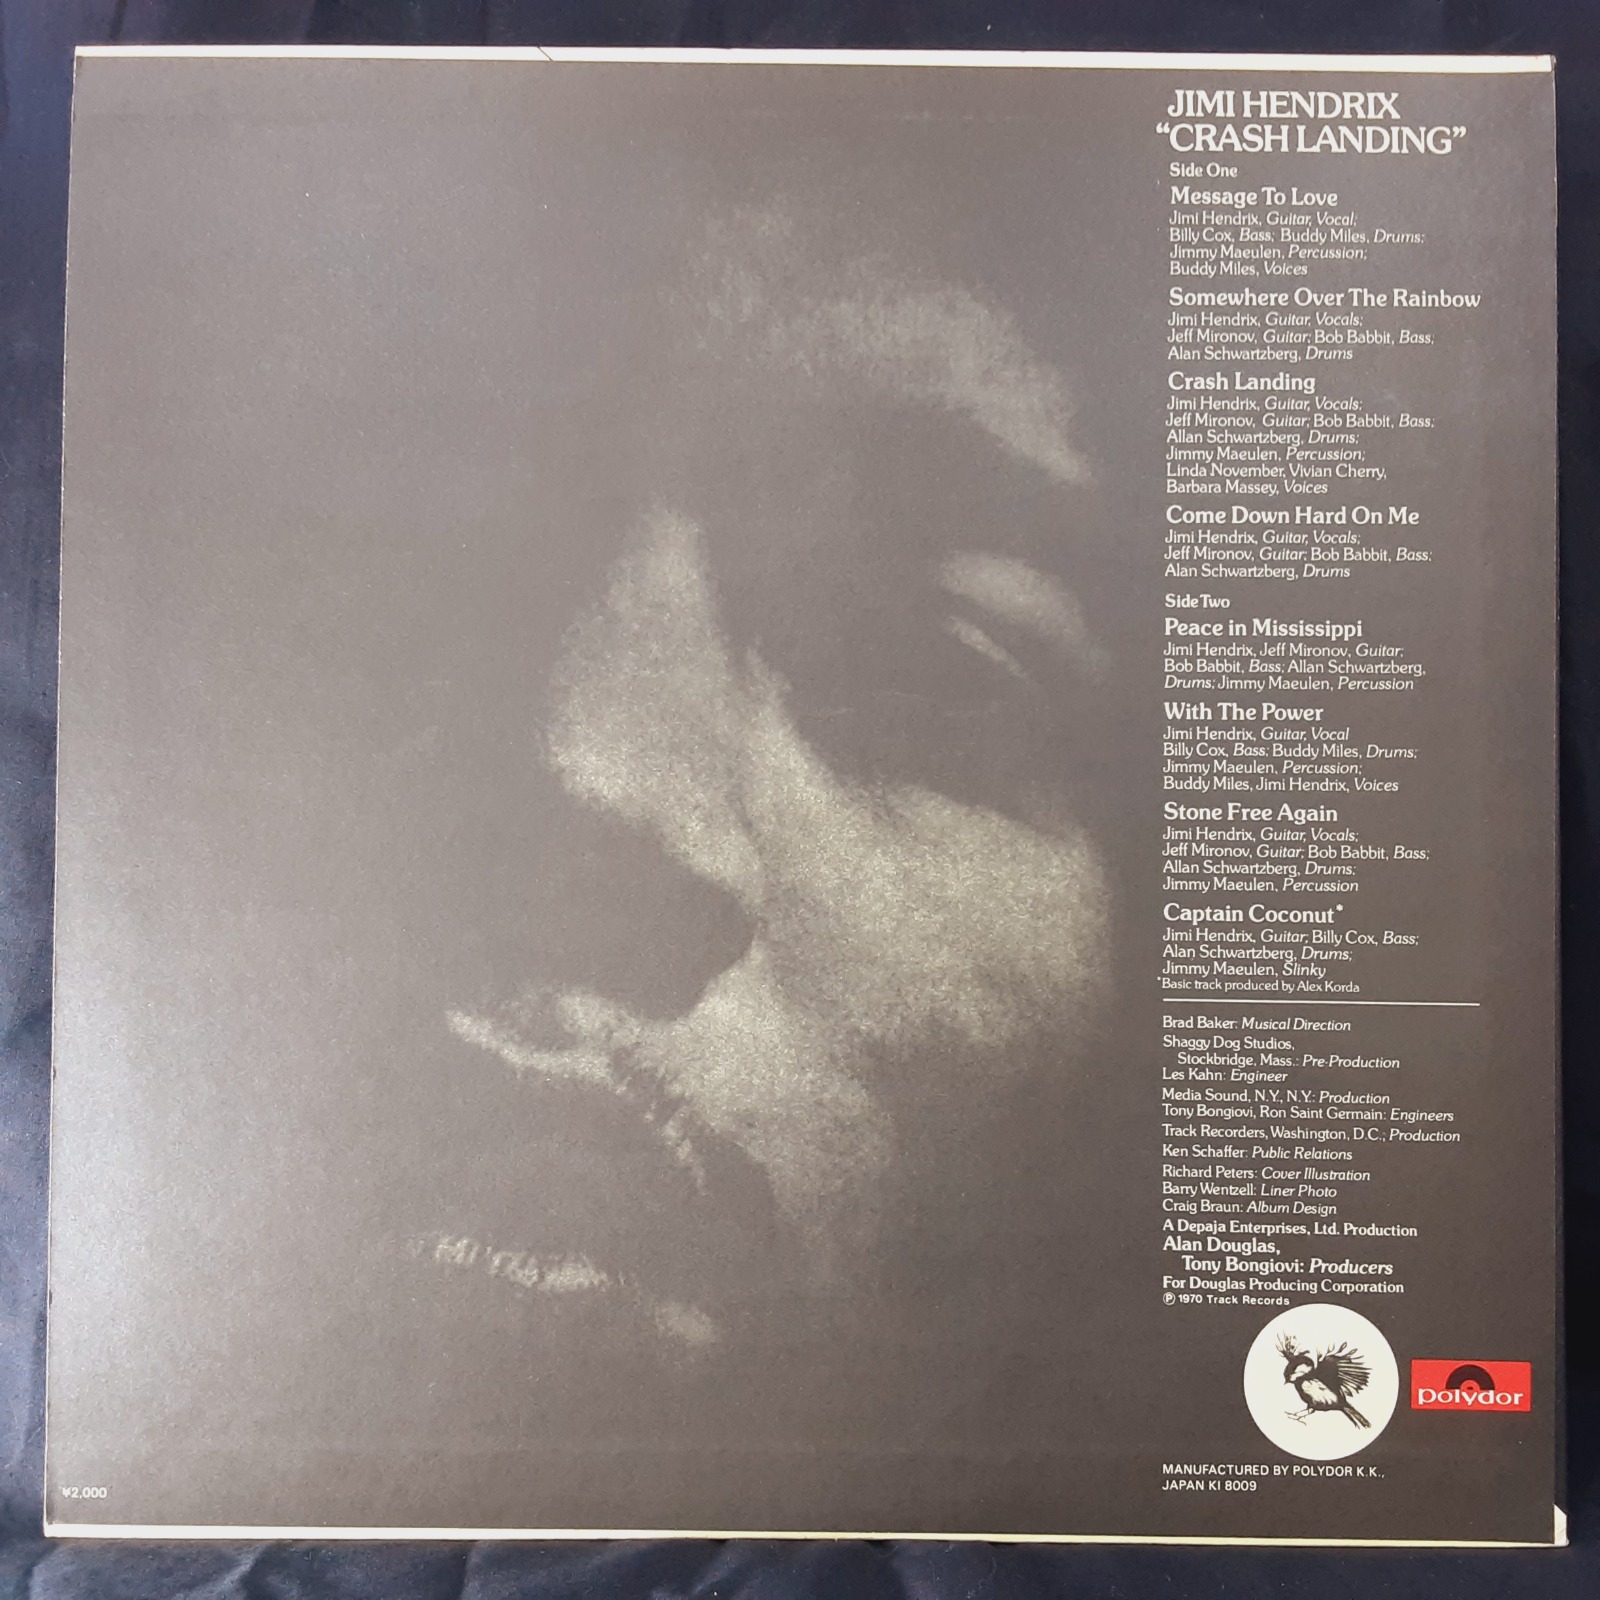 JIMI HENDRIX
“CRASH LANDING”
Side One
Message To Love
Jimi Hendrix, Guitar, Vocal;
Billy Cox, Bass; Buddy Miles, Drums;
Jimmy Maeulen, Percussion;
Buddy Miles, Voices
Somewhere Over The Rainbow
Jimi Hendrix, Guitar, Vocals;
Jeff Mironov, Guitar; Bob Babbit, Bass;
Alan Schwartzberg, Drums
Crash Landing
Jimi Hendrix, Guitar, Vocals;
Jeff Mironov, Guitar; Bob Babbit, Bass;
Allan Schwartzberg, Drums;
Jimmy Maeulen, Percussion;
Linda November, Vivian Cherry,
Barbara Massey, Voices
Come Down Hard On Me
Jimi Hendrix, Guitar, Vocals;
Jeff Mironov, Guitar; Bob Babbit, Bass;
Alan Schwartzberg, Drums
Side Two
Peace in Mississippi
Jimi Hendrix, Jeff Mironov, Guitar;
Bob Babbit, Bass; Allan Schwartzberg,
Drums; Jimmy Maeulen, Percussion
With The Power
Jimi Hendrix, Guitar, Vocal
Billy Cox, Bass; Buddy Miles, Drums;
Jimmy Maeulen, Percussion;
Buddy Miles, Jimi Hendrix, Voices
Stone Free Again
Jimi Hendrix, Guitar, Vocals;
Jeff Mironov, Guitar; Bob Babbit, Bass;
Allan Schwartzberg, Drums;
Jimmy Maeulen, Percussion
Captain Coconut*
Jimi Hendrix, Guitar; Billy Cox, Bass;
Alan Schwartzberg, Drums;
Jimmy Maeulen, Slinky
*Basic track produced by Alex Korda
Brad Baker: Musical Direction
Shaggy Dog Studios,
Stockbridge, Mass.: Pre-Production
Les Kahn: Engineer
Media Sound, N.Y., N.Y.: Production
Tony Bongiovi, Ron Saint Germain: Engineers
Track Recorders, Washington, D.C.; Production
Ken Schaffer: Public Relations
Richard Peters: Cover Illustration
Barry Wentzell: Liner Photo
Craig Braun: Album Design
A Depaja Enterprises, Ltd. Production
Alan Douglas,
Tony Bongiovi: Producers
For Douglas Producing Corporation
℗ 1970 Track Records
polydor
MANUFACTURED BY POLYDOR K.K.,
JAPAN KI 8009
¥2,000